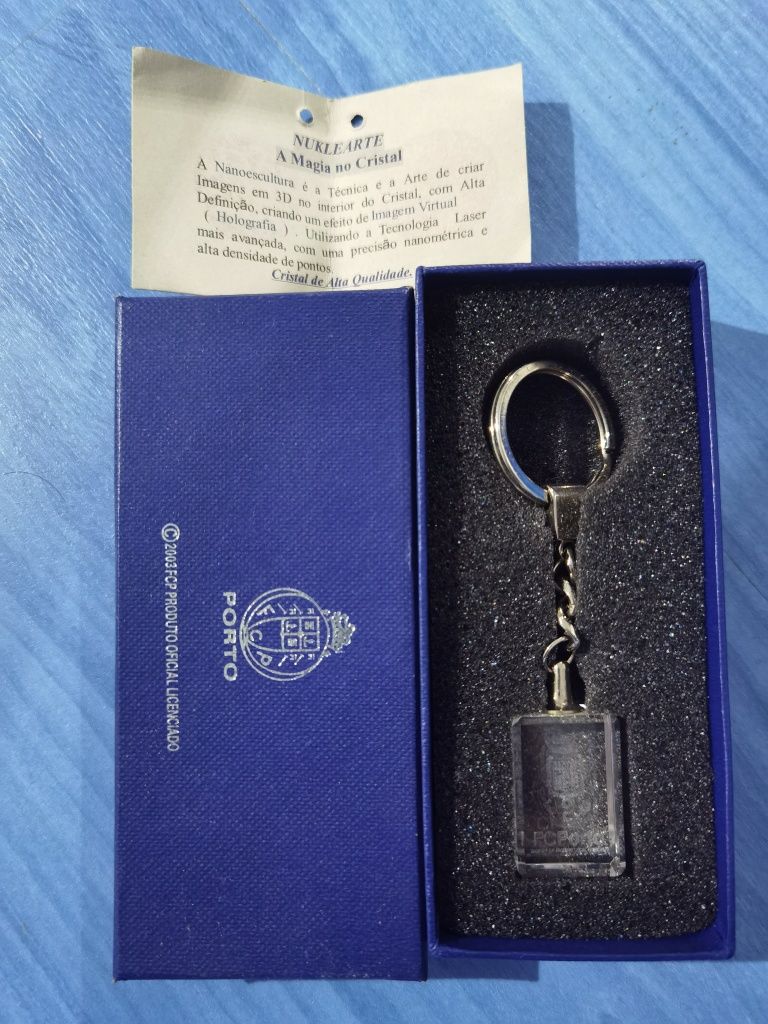 NUKLEARTE
A Magia no Cristal
A Nanoescultura é a Técnica e a Arte de criar
Imagens em 3D no interior do Cristal, com Alta
Definição, criando um efeito de Imagem Virtual
( Holografia ) . Utilizando a Tecnologia Laser
mais avançada, com uma precisão nanométrica e
alta densidade de pontos.
Cristal de Alta Qualidade.
F C P
PORTO
© 2003 FCP PRODUTO OFICIAL LICENCIADO